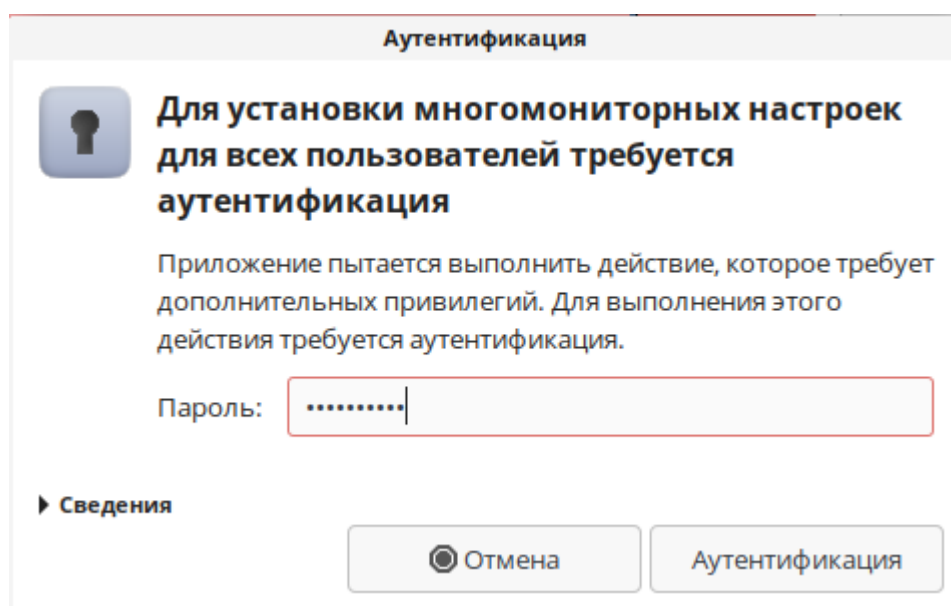 Аутентификация
Для установки многомониторных настроек
для всех пользователей требуется
аутентификация
Приложение пытается выполнить действие, которое требует
дополнительных привилегий. Для выполнения этого
действия требуется аутентификация.
Пароль: ••••••••••
Сведения
Отмена Аутентификация